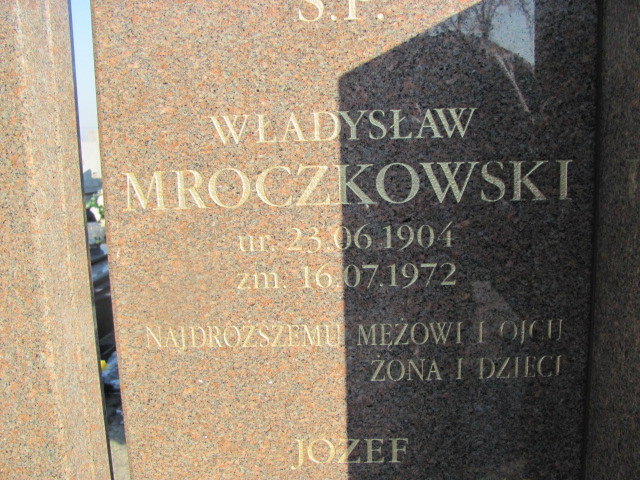 Ś.P.
WŁADYSŁAW
MROCZKOWSKI
ur. 23.06.1904
zm. 16.07.1972
NAJDROŻSZEMU MĘŻOWI I OJCU
ŻONA I DZIECI
JÓZEF